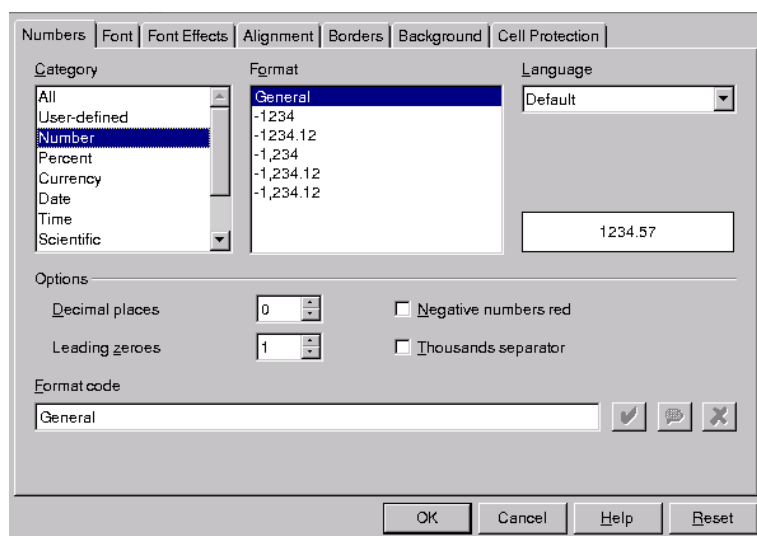 Numbers Font Font Effects Alignment Borders Background Cell Protection
Category
All
User-defined
Number
Percent
Currency
Date
Time
Scientific
Format
General
-1234
-1234.12
-1,234
-1,234.12
-1,234.12
Language
Default
1234.57
Options
Decimal places 0 Negative numbers red
Leading zeroes 1 Thousands separator
Format code
General
OK Cancel Help Reset